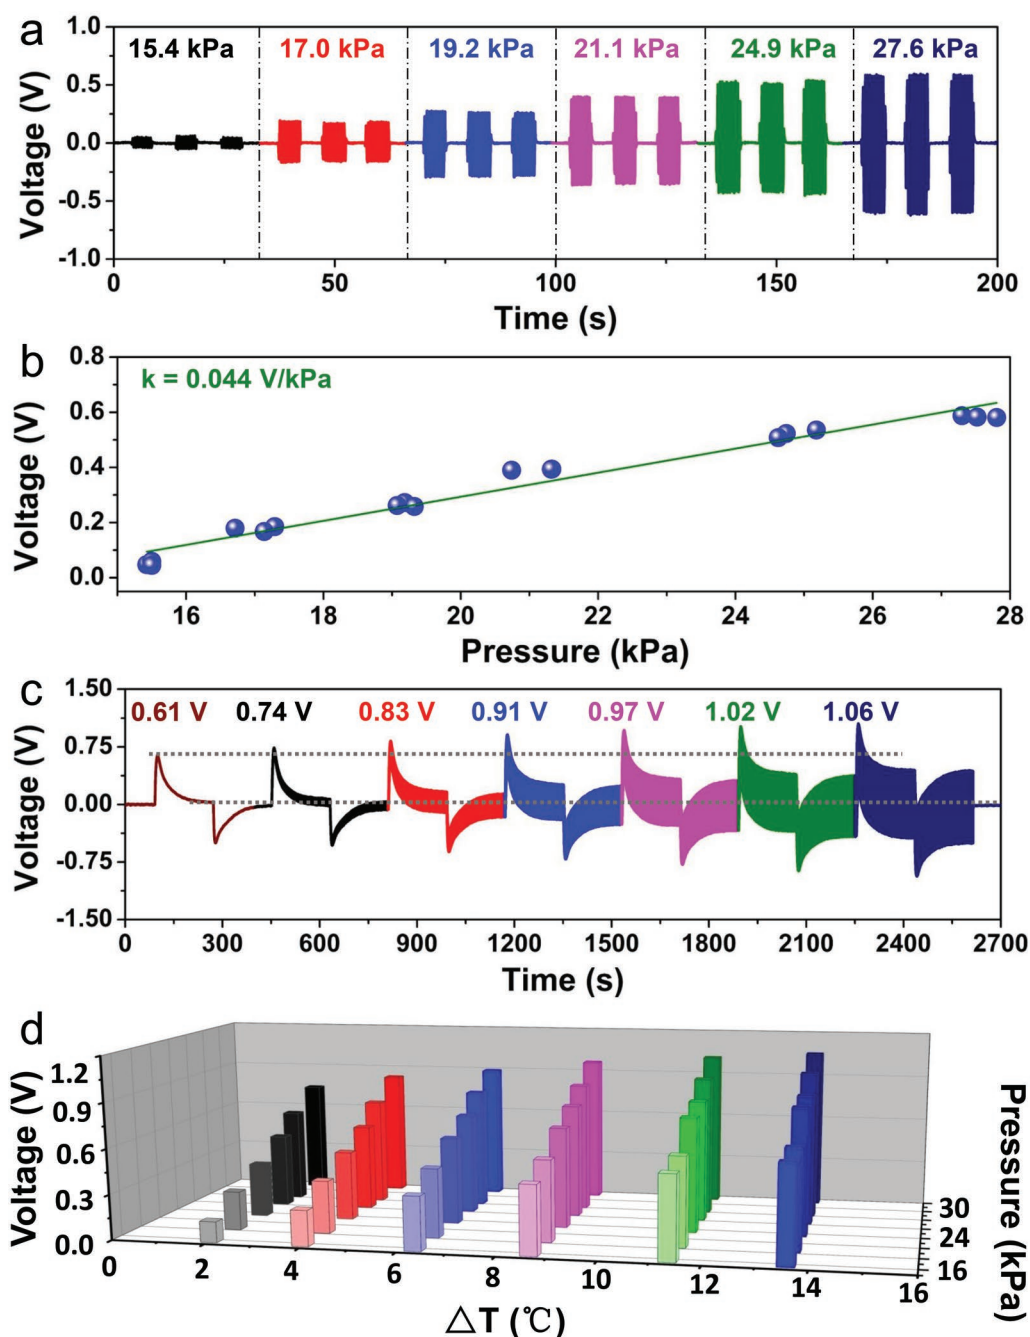 a
15.4 kPa 17.0 kPa 19.2 kPa 21.1 kPa 24.9 kPa 27.6 kPa
Voltage (V)
1.0
0.5
0.0
-0.5
-1.0
0 50 100 150 200
Time (s)
b
k = 0.044 V/kPa
Voltage (V)
0.8
0.6
0.4
0.2
0.0
16 18 20 22 24 26 28
Pressure (kPa)
c
0.61 V 0.74 V 0.83 V 0.91 V 0.97 V 1.02 V 1.06 V
Voltage (V)
1.50
0.75
0.00
-0.75
-1.50
0 300 600 900 1200 1500 1800 2100 2400 2700
Time (s)
d
Voltage (V)
1.2
0.9
0.6
0.3
0.0
0 2 4 6 8 10 12 14 16
△T (℃)
30
24
16
Pressure (kPa)